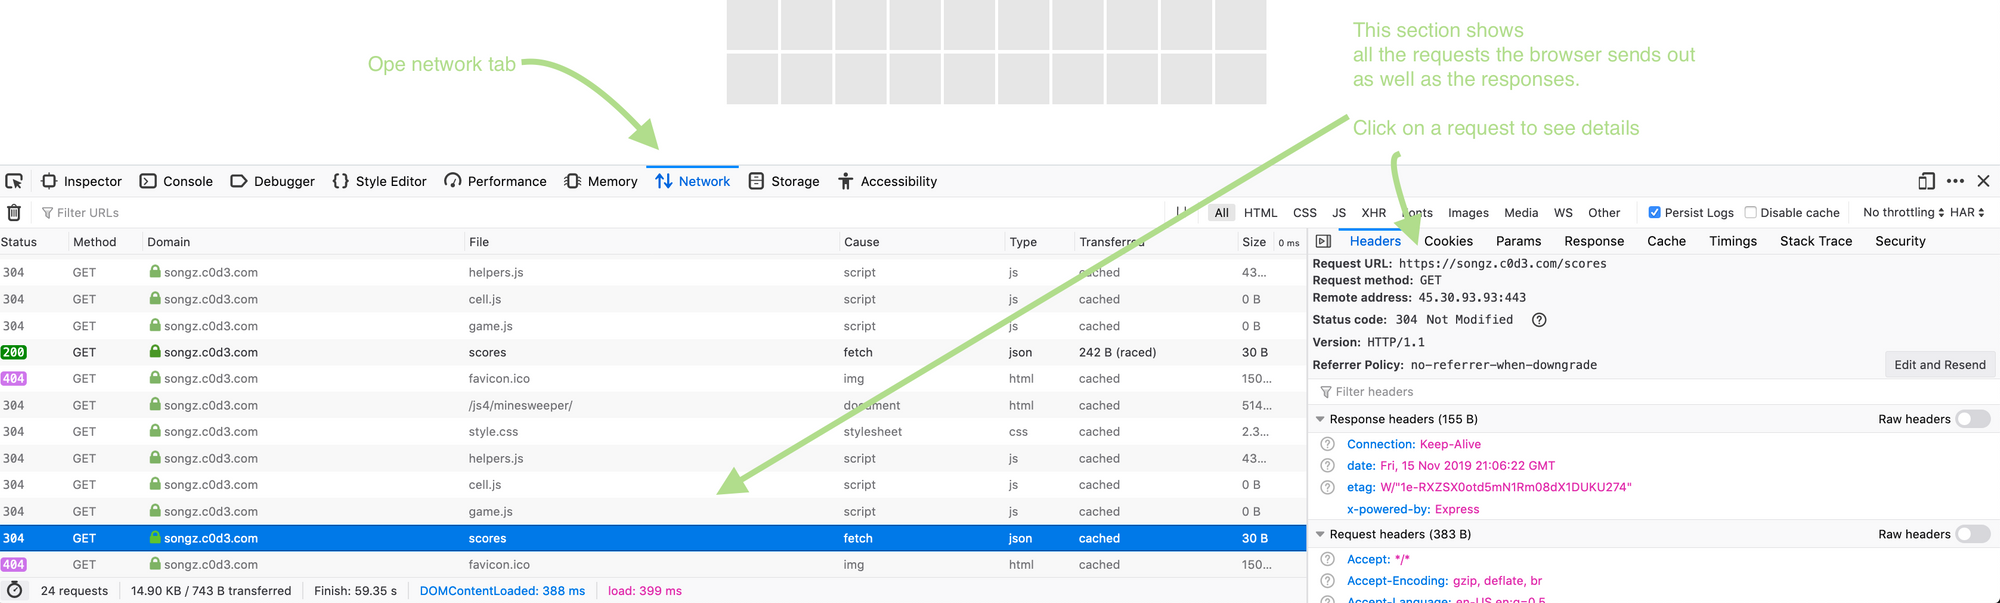 This section shows
all the requests the browser sends out
as well as the responses.
Ope network tab
Click on a request to see details
Inspector Console Debugger Style Editor Performance Memory Network Storage Accessibility
Filter URLs All HTML CSS JS XHR Fonts Images Media WS Other Persist Logs Disable cache No throttling HAR
Status Method Domain File Cause Type Transferred Size 0 ms
304 GET songz.c0d3.com helpers.js script js cached 43...
304 GET songz.c0d3.com cell.js script js cached 0 B
304 GET songz.c0d3.com game.js script js cached 0 B
200 GET songz.c0d3.com scores fetch json 242 B (raced) 30 B
404 GET songz.c0d3.com favicon.ico img html cached 150...
304 GET songz.c0d3.com /js4/minesweeper/ document html cached 514...
304 GET songz.c0d3.com style.css stylesheet css cached 2.3...
304 GET songz.c0d3.com helpers.js script js cached 43...
304 GET songz.c0d3.com cell.js script js cached 0 B
304 GET songz.c0d3.com game.js script js cached 0 B
304 GET songz.c0d3.com scores fetch json cached 30 B
404 GET songz.c0d3.com favicon.ico img html cached 150...
24 requests 14.90 KB / 743 B transferred Finish: 59.35 s DOMContentLoaded: 388 ms load: 399 ms
Headers Cookies Params Response Cache Timings Stack Trace Security
Request URL: https://songz.c0d3.com/scores
Request method: GET
Remote address: 45.30.93.93:443
Status code: 304 Not Modified
Version: HTTP/1.1
Referrer Policy: no-referrer-when-downgrade Edit and Resend
Filter headers
Response headers (155 B) Raw headers
Connection: Keep-Alive
date: Fri, 15 Nov 2019 21:06:22 GMT
etag: W/"1e-RXZSX0otd5mN1Rm08dX1DUKU274"
x-powered-by: Express
Request headers (383 B) Raw headers
Accept: */*
Accept-Encoding: gzip, deflate, br
Accept-Language: en-US,en;q=0.5